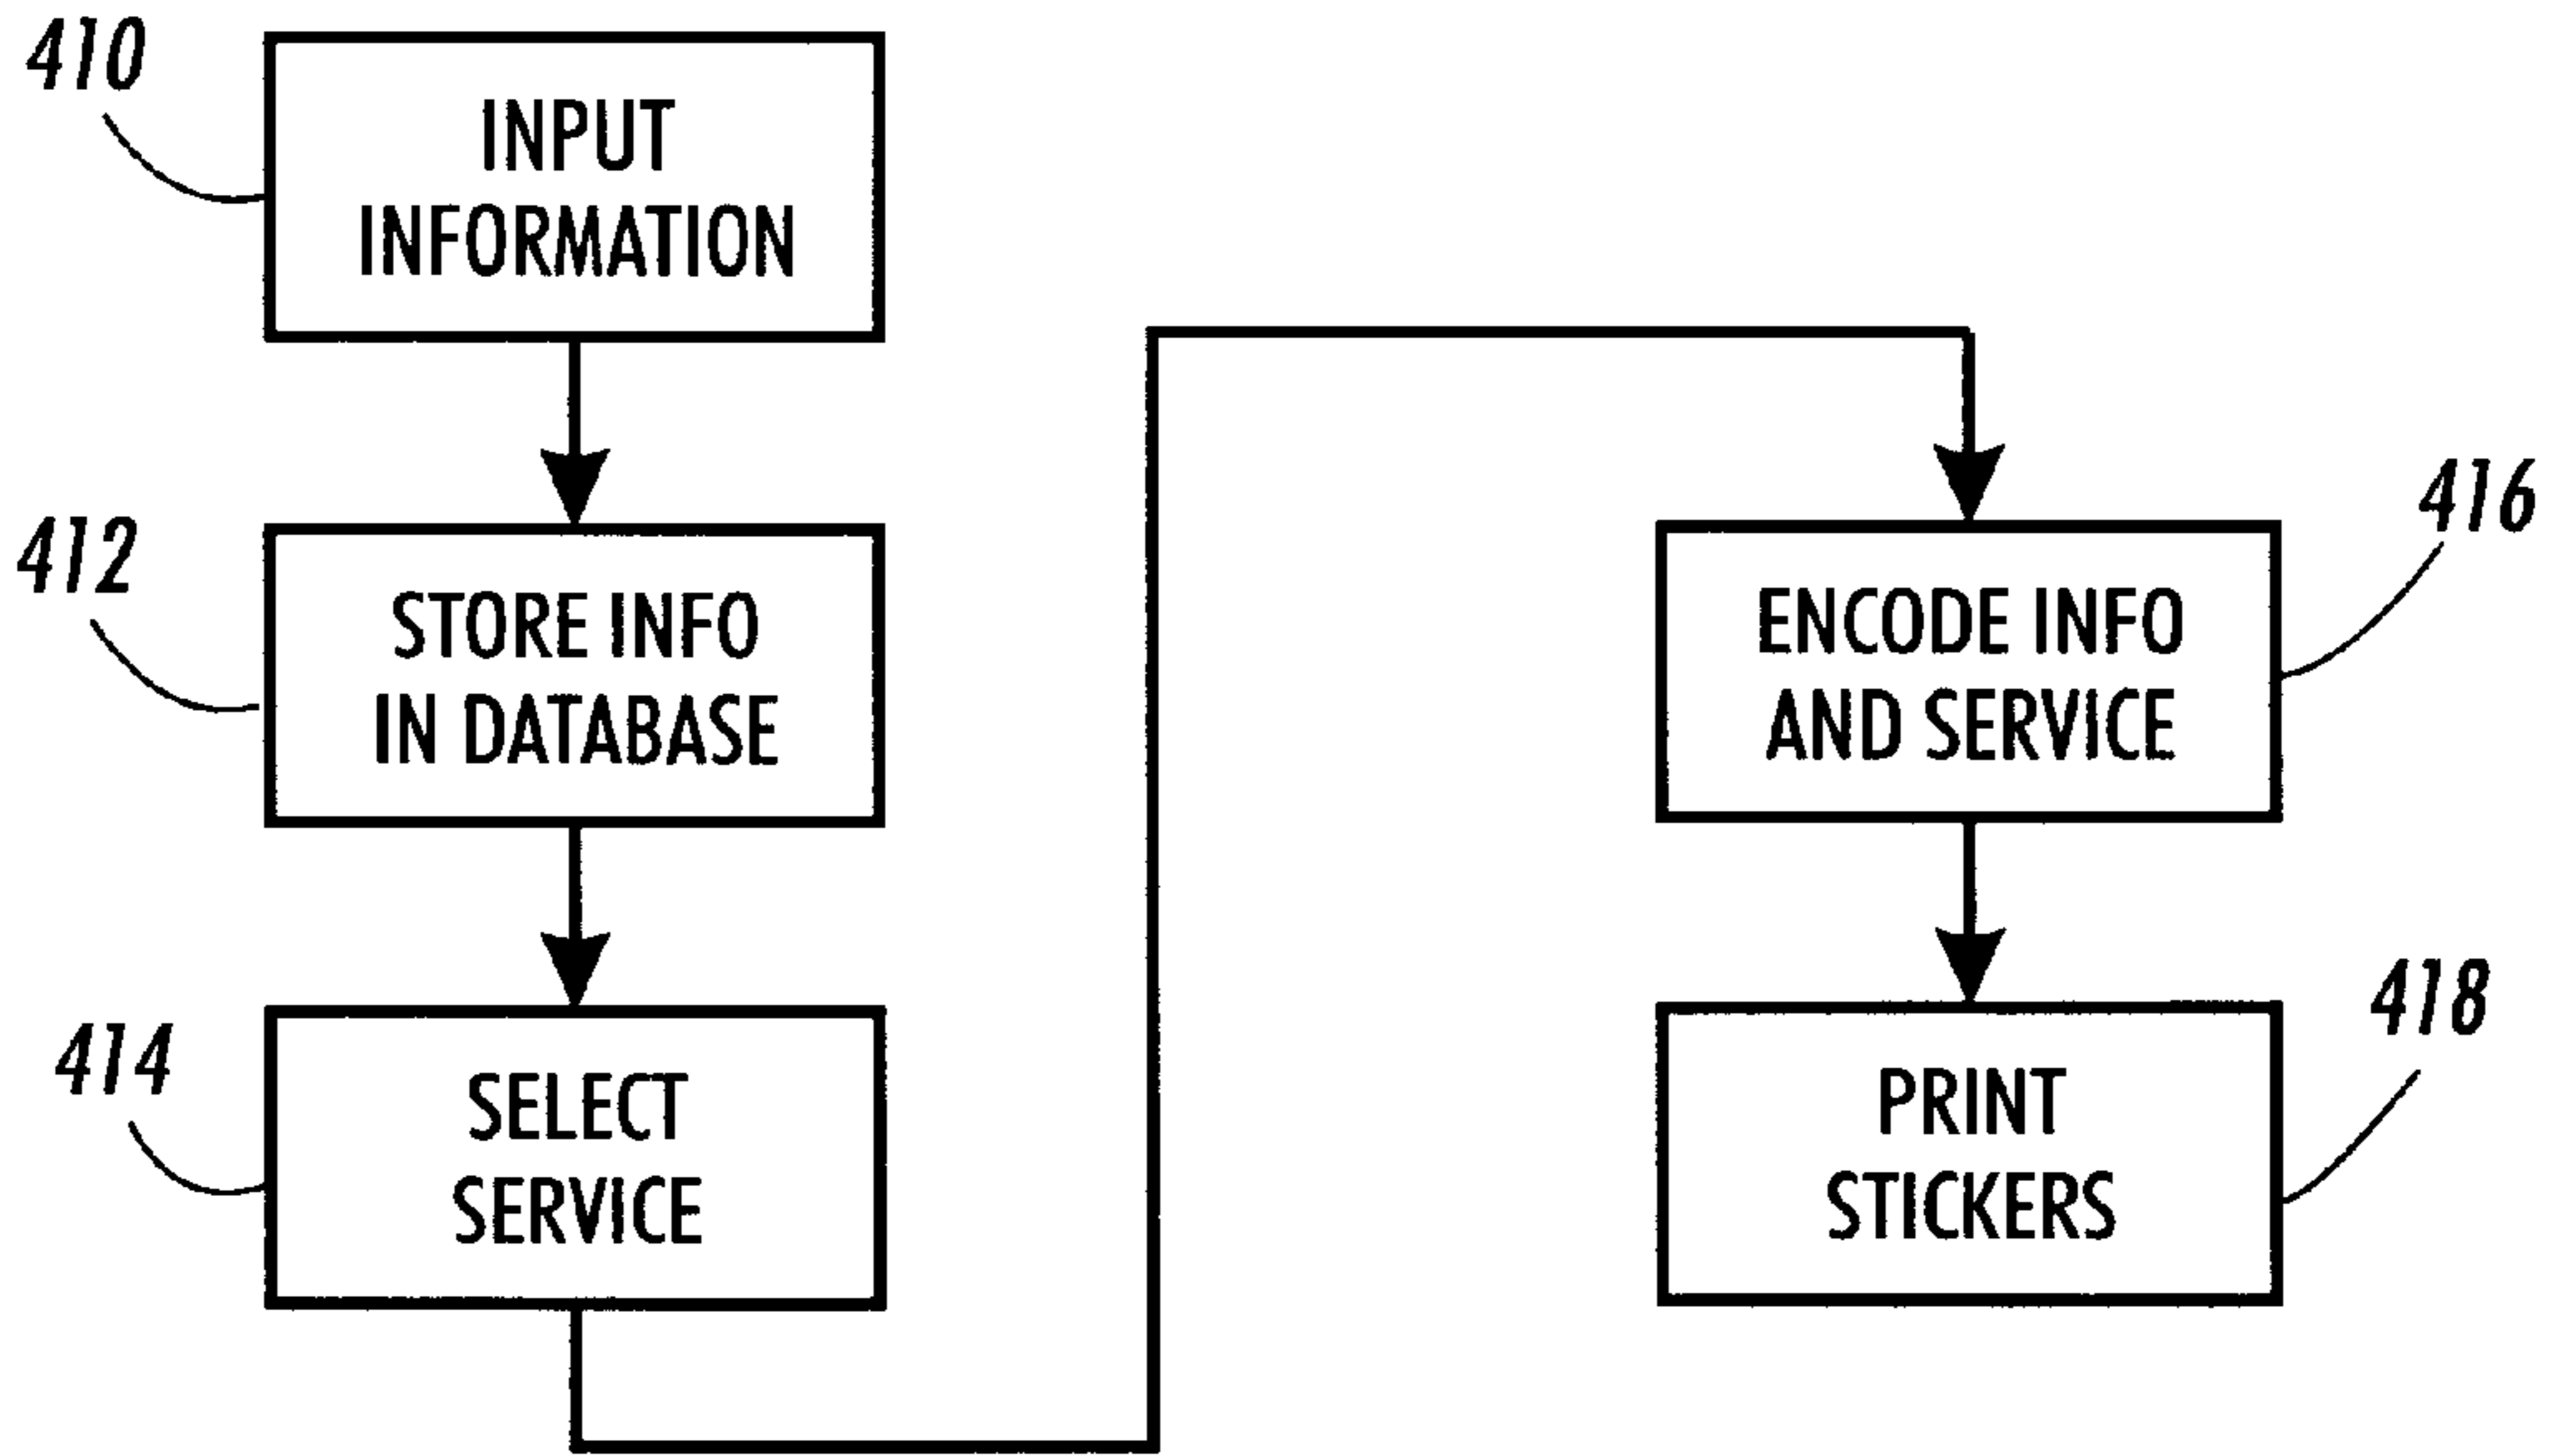 410
INPUT
INFORMATION
412
STORE INFO
IN DATABASE
414
SELECT
SERVICE
416
ENCODE INFO
AND SERVICE
418
PRINT
STICKERS